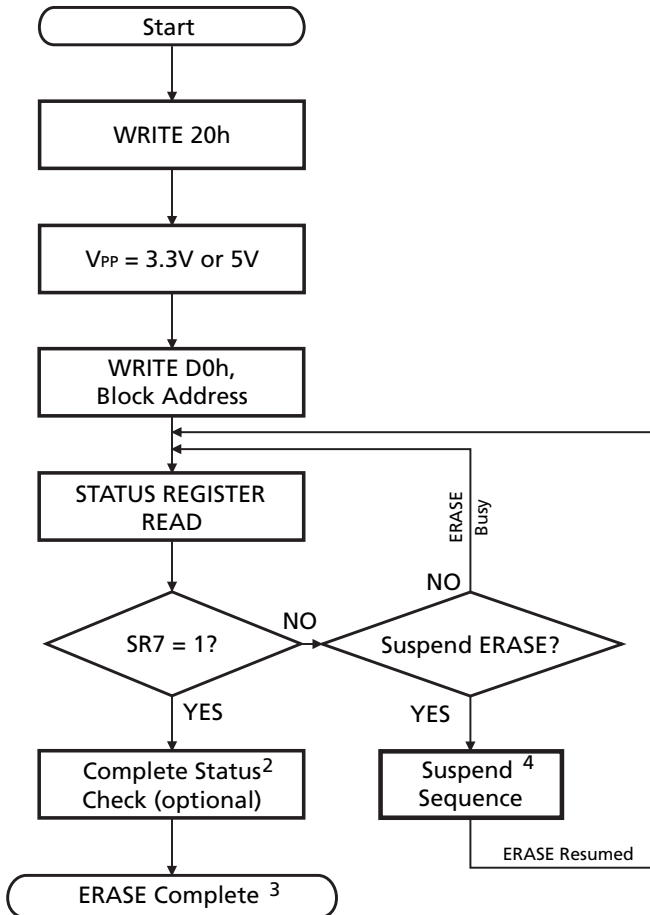 Start
WRITE 20h
VPP = 3.3V or 5V
WRITE D0h,
Block Address
STATUS REGISTER
READ
ERASE
Busy
NO
SR7 = 1?
NO
Suspend ERASE?
YES
YES
Complete Status2
Check (optional)
Suspend 4
Sequence
ERASE Resumed
ERASE Complete 3